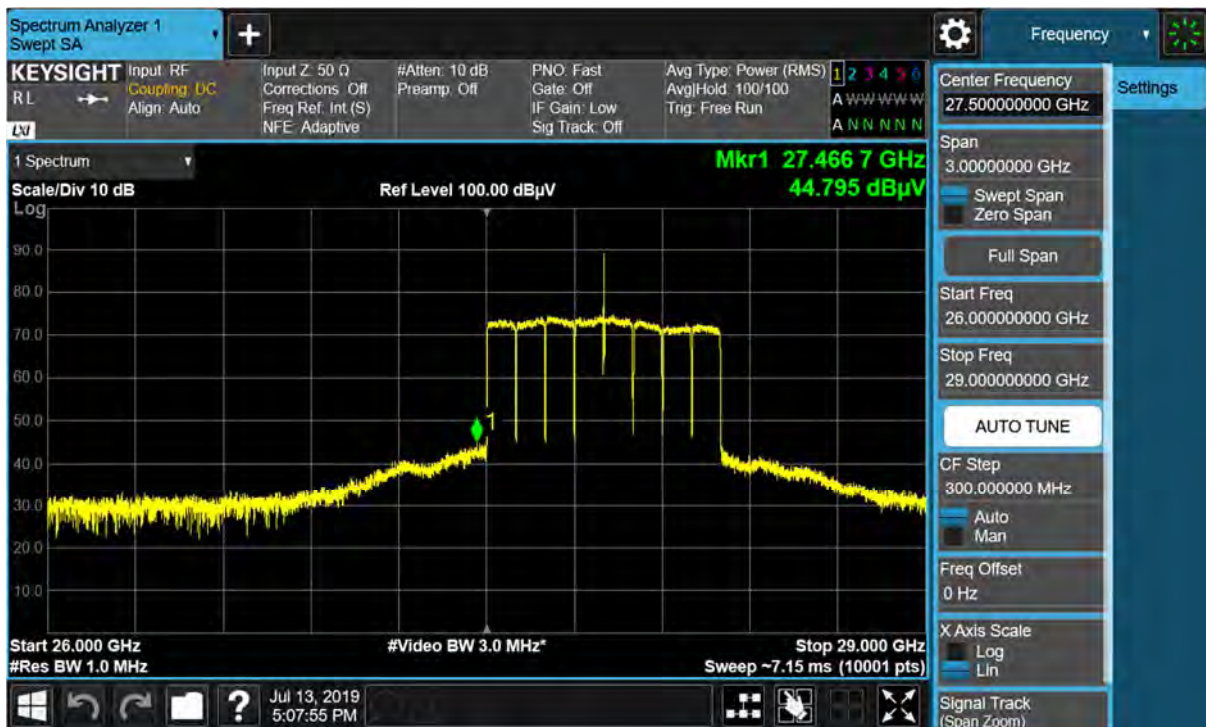 Spectrum Analyzer 1
Swept SA
Frequency
KEYSIGHT
R L
LXI
Input: RF
Coupling: DC
Align: Auto
Input Z: 50 Ω
Corrections: Off
Freq Ref: Int (S)
NFE: Adaptive
#Atten: 10 dB
Preamp: Off
PNO: Fast
Gate: Off
IF Gain: Low
Sig Track: Off
Avg Type: Power (RMS)
Avg|Hold: 100/100
Trig: Free Run
1 2 3 4 5 6
A W W W W W
A N N N N N
1 Spectrum
Scale/Div 10 dB
Log
Ref Level 100.00 dBµV
Mkr1 27.466 7 GHz
44.795 dBµV
90.0
80.0
70.0
60.0
50.0
40.0
30.0
20.0
10.0
1
Start 26.000 GHz
#Res BW 1.0 MHz
#Video BW 3.0 MHz*
Stop 29.000 GHz
Sweep ~7.15 ms (10001 pts)
Jul 13, 2019
5:07:55 PM
?
Center Frequency
27.500000000 GHz
Settings
Span
3.00000000 GHz
Swept Span
Zero Span
Full Span
Start Freq
26.000000000 GHz
Stop Freq
29.000000000 GHz
AUTO TUNE
CF Step
300.000000 MHz
Auto
Man
Freq Offset
0 Hz
X Axis Scale
Log
Lin
Signal Track
(Span Zoom)